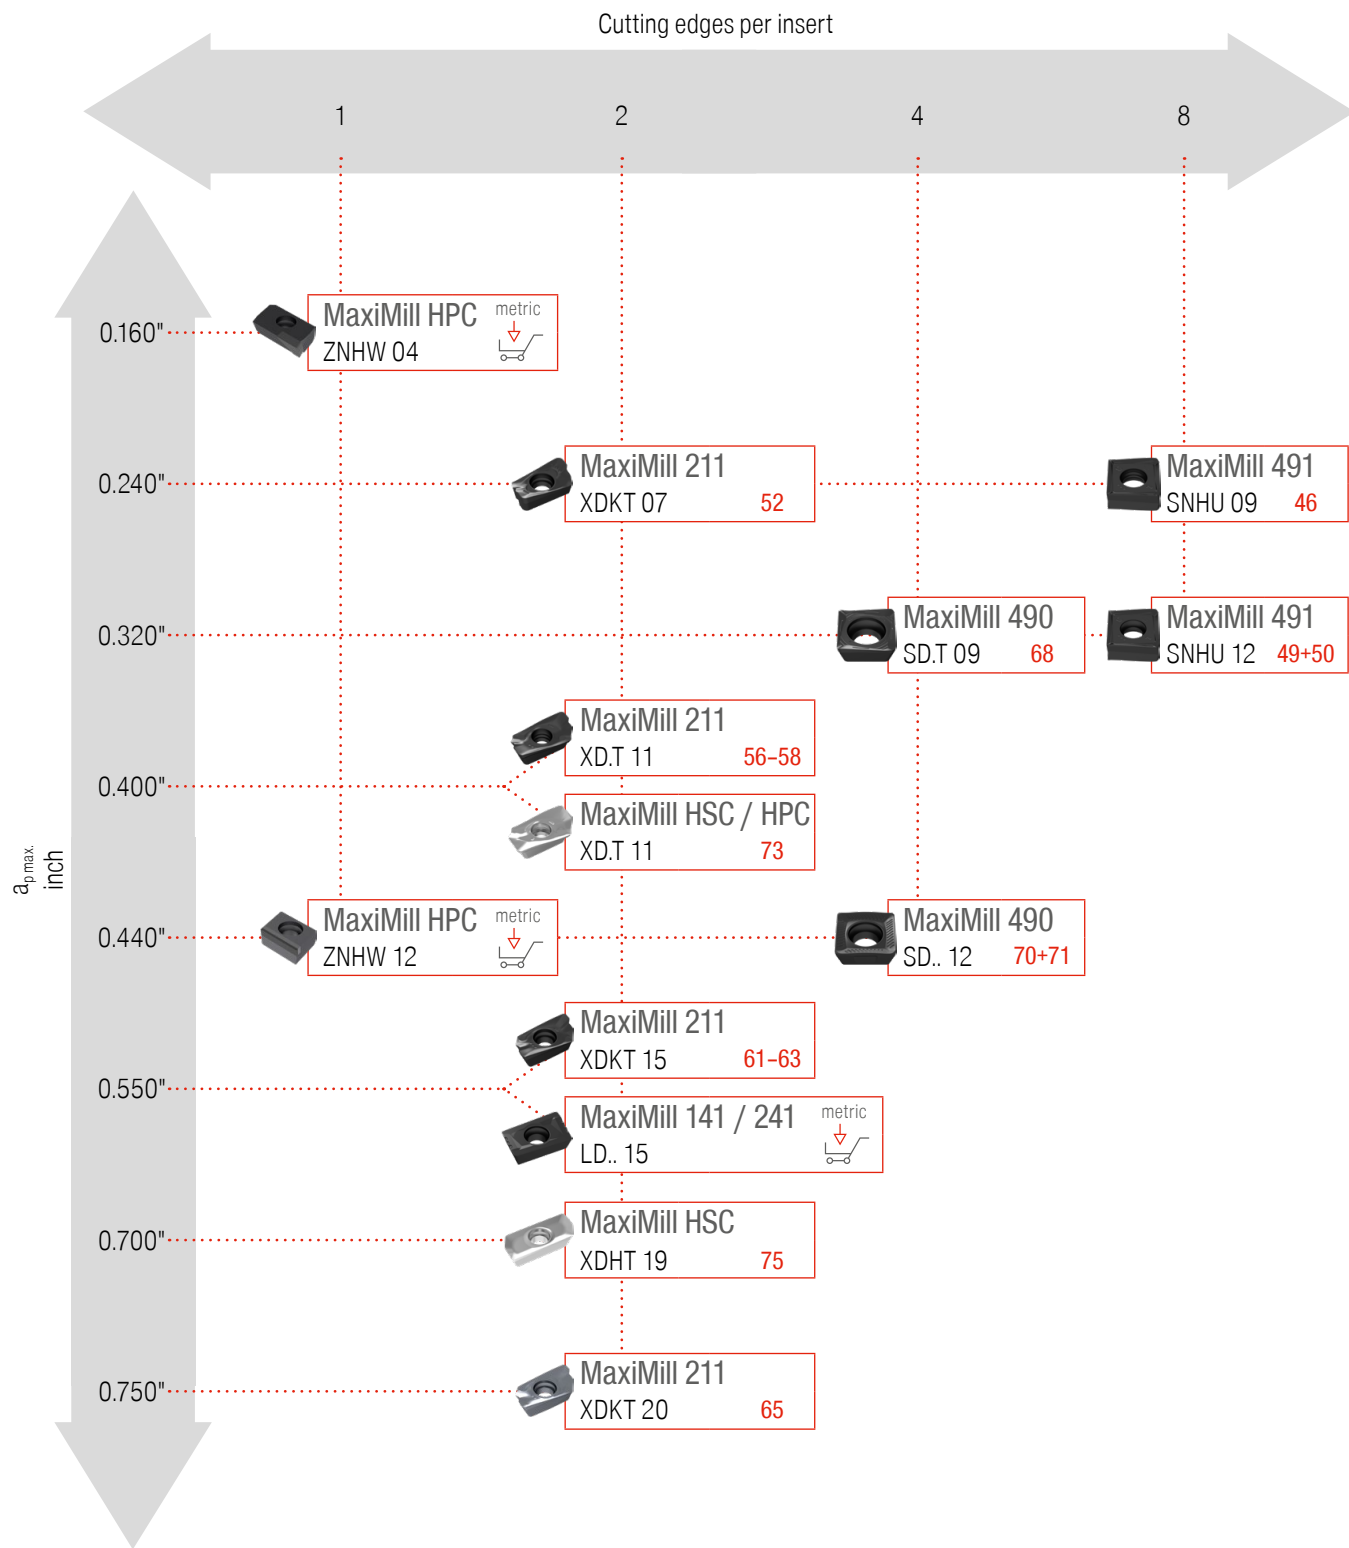 Cutting edges per insert
1 2 4 8
0.160"
MaxiMill HPC metric
ZNHW 04
0.240"
MaxiMill 211
XDKT 07 52
MaxiMill 491
SNHU 09 46
0.320"
MaxiMill 490
SD.T 09 68
MaxiMill 491
SNHU 12 49+50
0.400"
MaxiMill 211
XD.T 11 56–58
MaxiMill HSC / HPC
XD.T 11 73
ap max.
inch
0.440"
MaxiMill HPC metric
ZNHW 12
MaxiMill 490
SD.. 12 70+71
0.550"
MaxiMill 211
XDKT 15 61–63
MaxiMill 141 / 241 metric
LD.. 15
0.700"
MaxiMill HSC
XDHT 19 75
0.750"
MaxiMill 211
XDKT 20 65